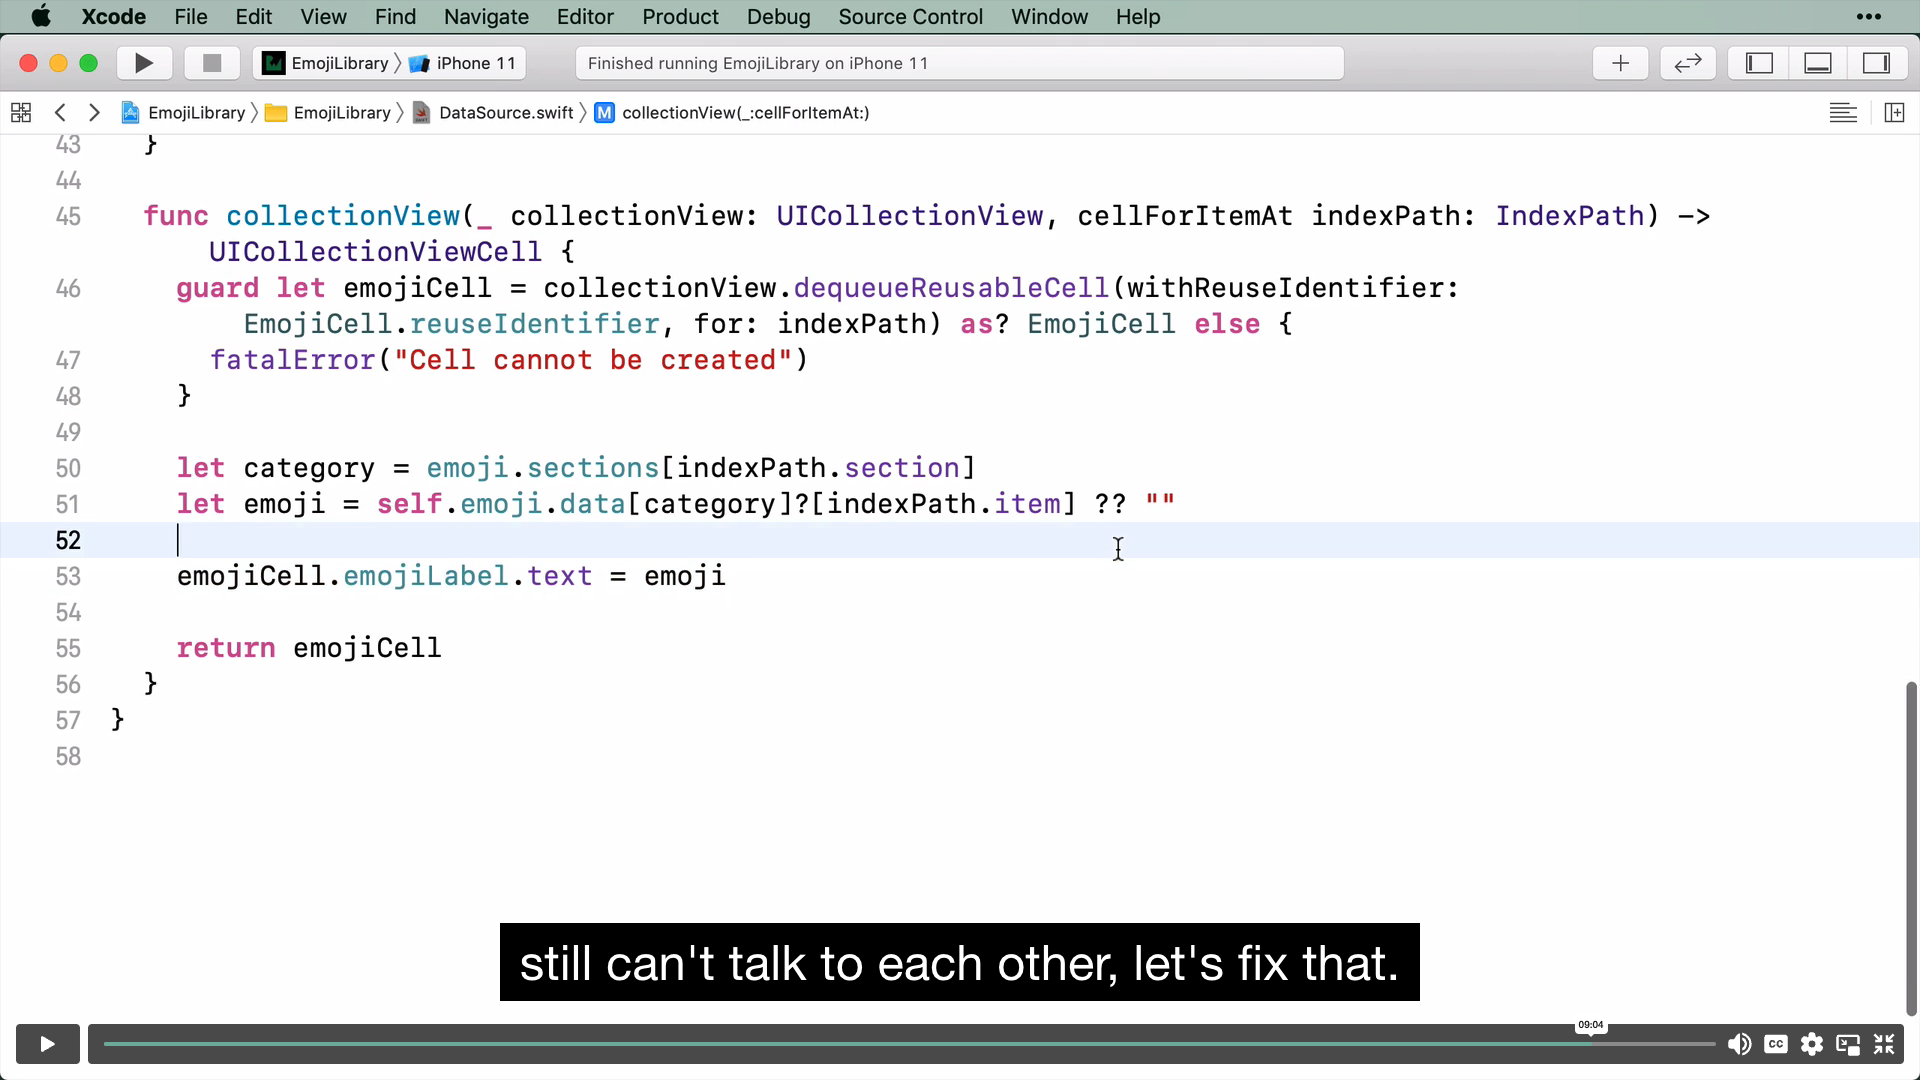 Xcode File Edit View Find Navigate Editor Product Debug Source Control Window Help
EmojiLibrary iPhone 11 Finished running EmojiLibrary on iPhone 11
EmojiLibrary EmojiLibrary DataSource.swift M collectionView(_:cellForItemAt:)
43 }
44
45 func collectionView(_ collectionView: UICollectionView, cellForItemAt indexPath: IndexPath) ->
UICollectionViewCell {
46 guard let emojiCell = collectionView.dequeueReusableCell(withReuseIdentifier:
EmojiCell.reuseIdentifier, for: indexPath) as? EmojiCell else {
47 fatalError("Cell cannot be created")
48 }
49
50 let category = emoji.sections[indexPath.section]
51 let emoji = self.emoji.data[category]?[indexPath.item] ?? ""
52
53 emojiCell.emojiLabel.text = emoji
54
55 return emojiCell
56 }
57 }
58
still can't talk to each other, let's fix that.
09:04
CC